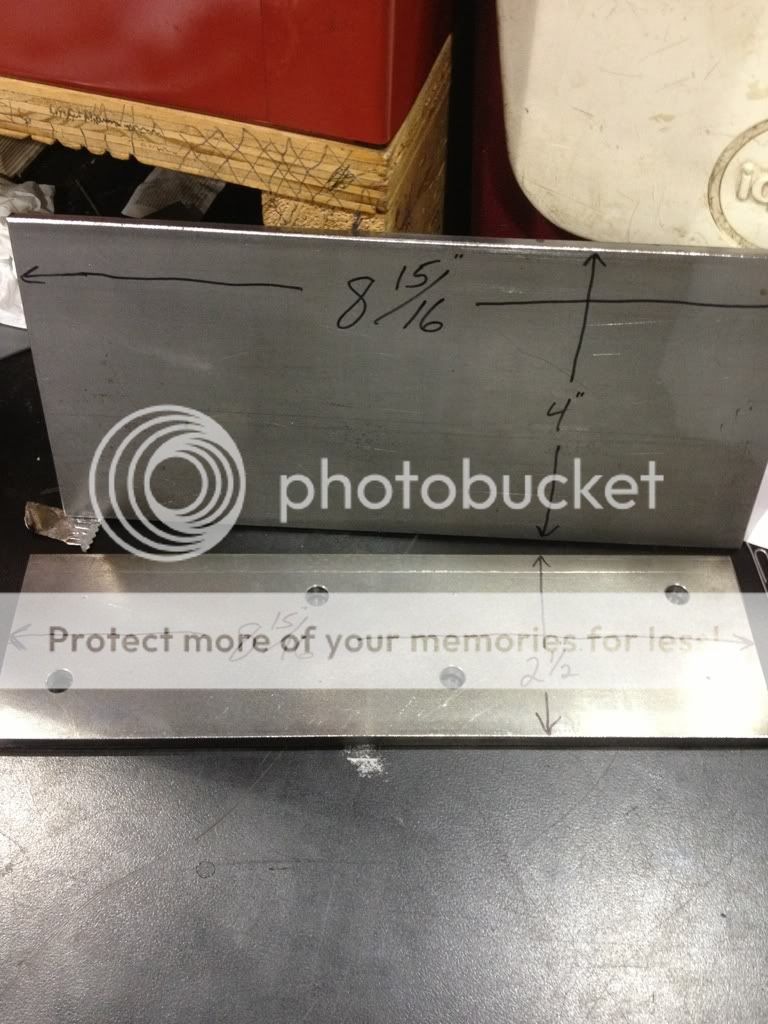 8 15/16"
4"
photobucket
Protect more of your memories for less!
8 15/16"
2 1/2